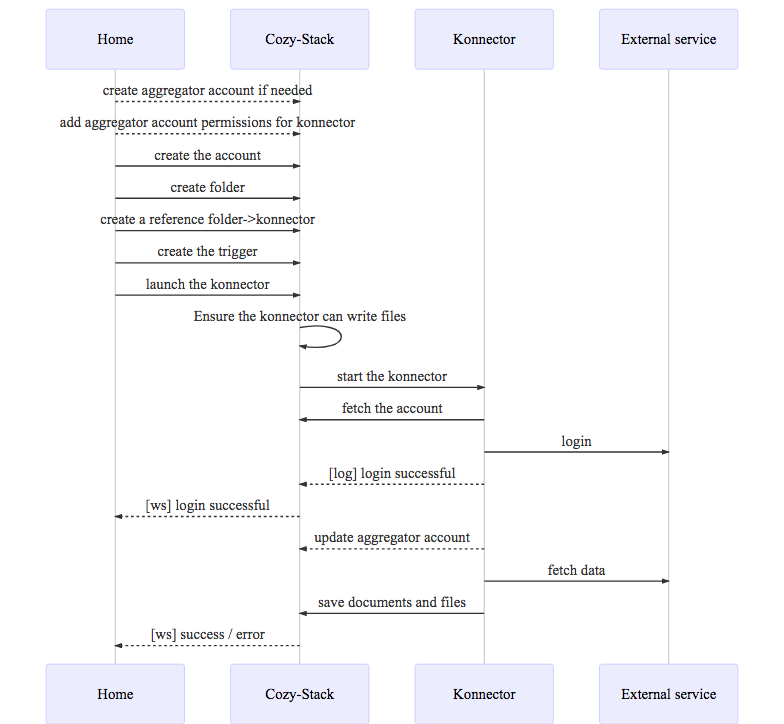 Home
Cozy-Stack
Konnector
External service
create aggregator account if needed
add aggregator account permissions for konnector
create the account
create folder
create a reference folder->konnector
create the trigger
launch the konnector
Ensure the konnector can write files
start the konnector
fetch the account
login
[log] login successful
[ws] login successful
update aggregator account
fetch data
save documents and files
[ws] success / error
Home
Cozy-Stack
Konnector
External service